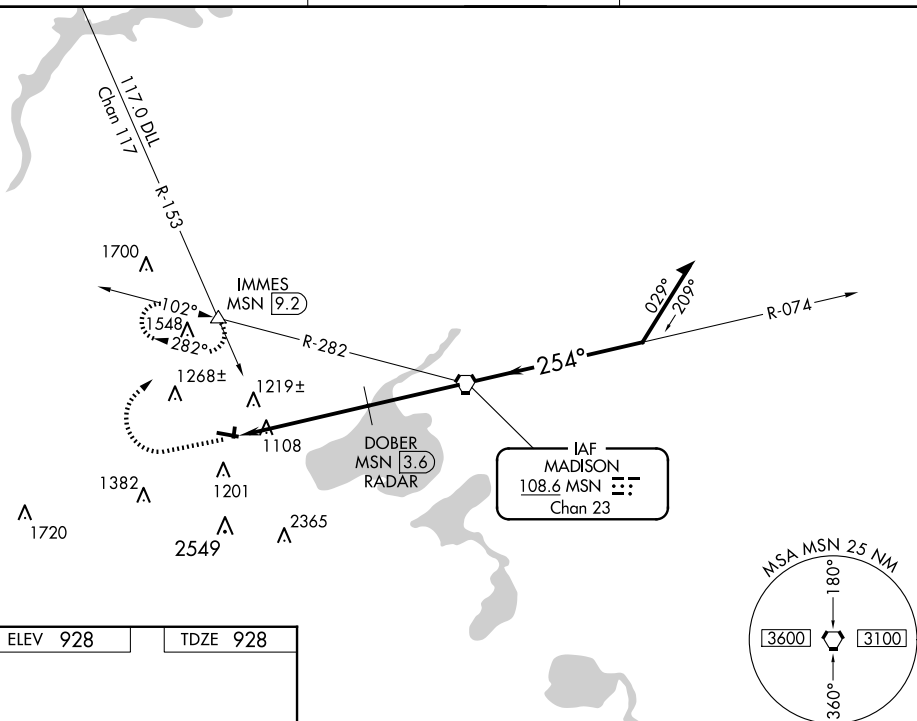 117.0 DLL
Chan 117
R-153
1700
IMMES
MSN 9.2
102°
1548
282°
R-282
029°
209°
R-074
254°
1268±
1219±
1108
DOBER
MSN 3.6
RADAR
IAF
MADISON
108.6 MSN
Chan 23
1382
1201
1720
2549
2365
MSA MSN 25 NM
180°
3600
3100
360°
ELEV 928
TDZE 928